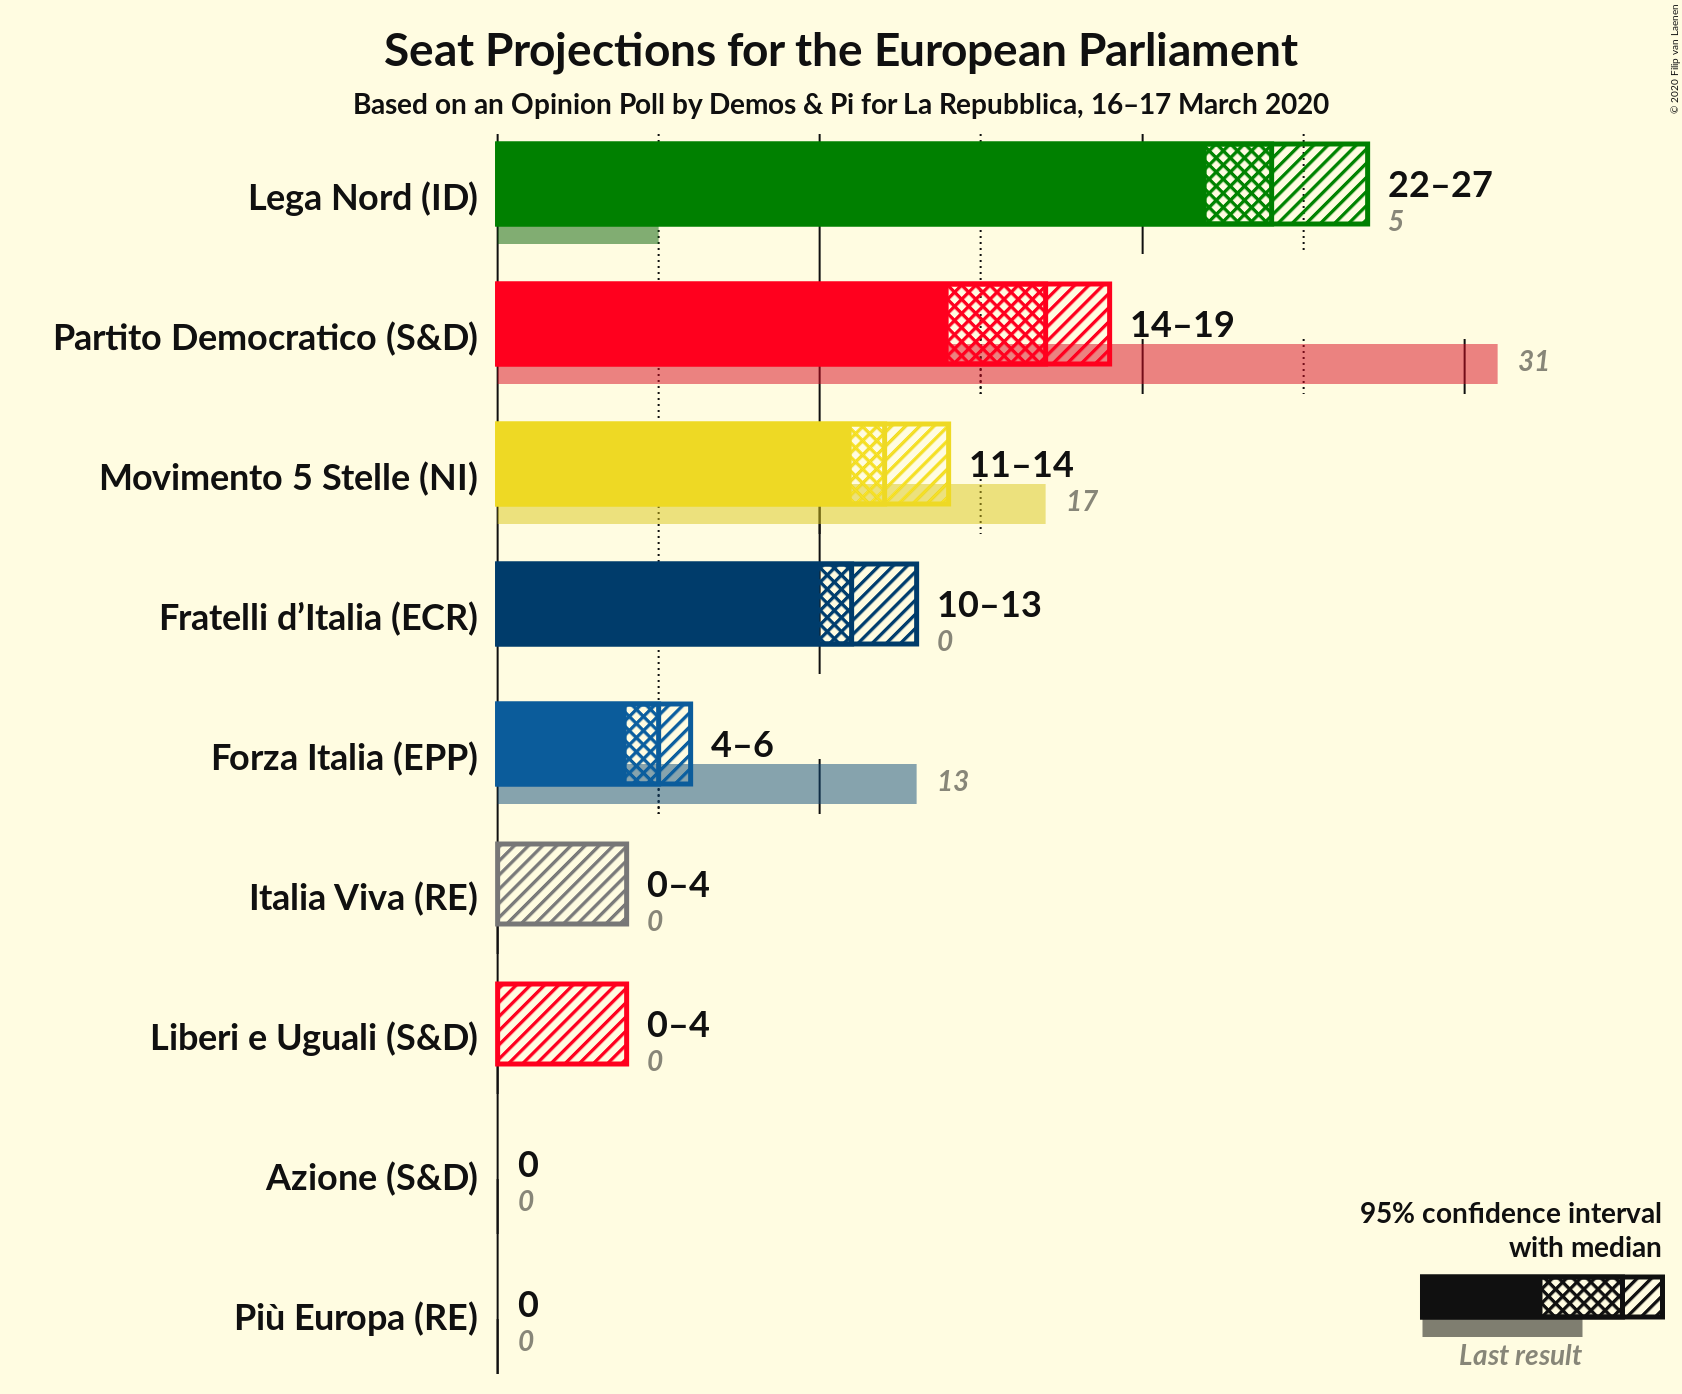 Seat Projections for the European Parliament
Based on an Opinion Poll by Demos & Pi for La Repubblica, 16–17 March 2020
© 2020 Filip van Laenen
Lega Nord (ID)
22–27
5
Partito Democratico (S&D)
14–19
31
Movimento 5 Stelle (NI)
11–14
17
Fratelli d’Italia (ECR)
10–13
0
Forza Italia (EPP)
4–6
13
Italia Viva (RE)
0–4
0
Liberi e Uguali (S&D)
0–4
0
Azione (S&D)
0
0
Più Europa (RE)
0
0
95% confidence interval
with median
Last result